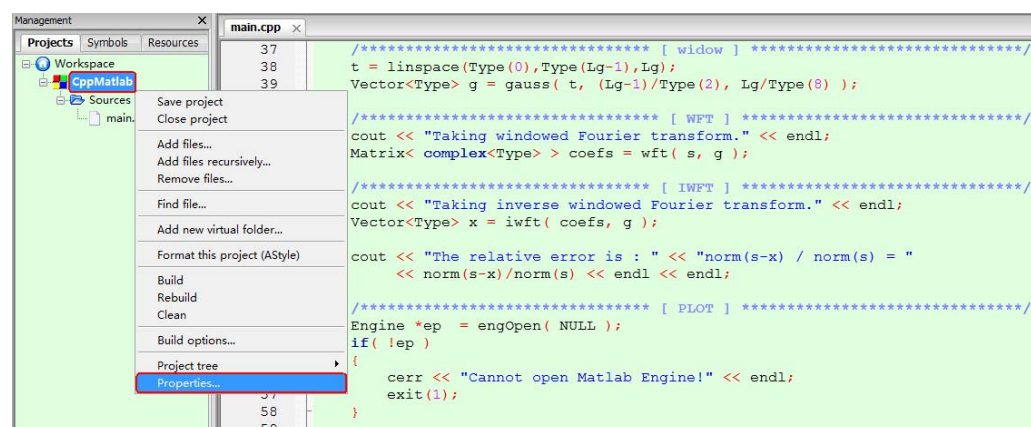 Management
Projects Symbols Resources
Workspace
CppMatlab
Sources
main.
Save project
Close project
Add files...
Add files recursively...
Remove files...
Find file...
Add new virtual folder...
Format this project (AStyle)
Build
Rebuild
Clean
Build options...
Project tree
Properties...
main.cpp
37 /******************************** [ widow ] ******************************/
38 t = linspace(Type(0),Type(Lg-1),Lg);
39 Vector<Type> g = gauss( t, (Lg-1)/Type(2), Lg/Type(8) );
/********************************* [ WFT ] *******************************/
cout << "Taking windowed Fourier transform." << endl;
Matrix< complex<Type> > coefs = wft( s, g );
/******************************** [ IWFT ] *******************************/
cout << "Taking inverse windowed Fourier transform." << endl;
Vector<Type> x = iwft( coefs, g );
cout << "The relative error is : " << "norm(s-x) / norm(s) = "
<< norm(s-x)/norm(s) << endl << endl;
/******************************** [ PLOT ] *******************************/
Engine *ep = engOpen( NULL );
if( !ep )
{
cerr << "Cannot open Matlab Engine!" << endl;
57 exit(1);
58 }